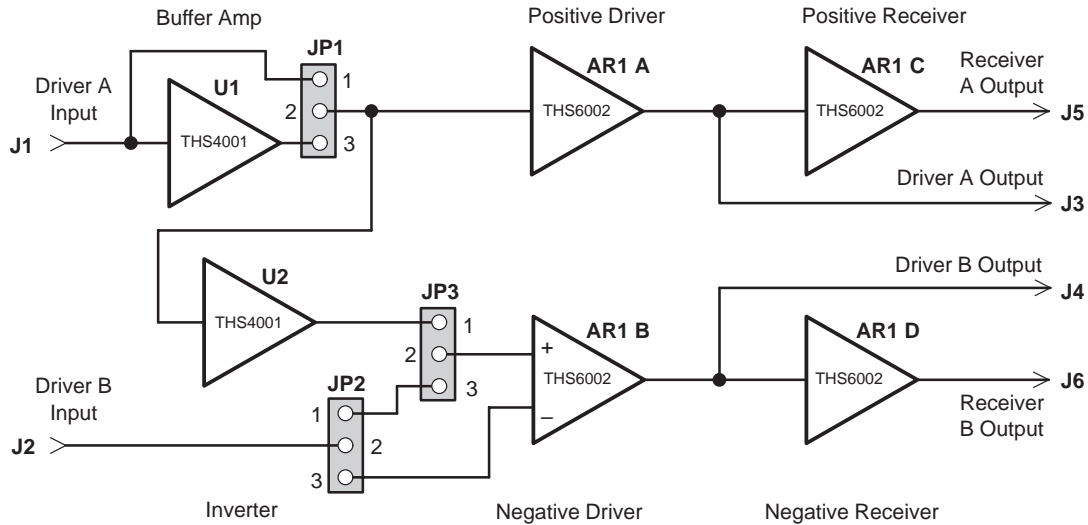 Buffer Amp
Positive Driver
Positive Receiver
JP1
Driver A
Input
U1
1
2
3
AR1 A
AR1 C
Receiver
A Output
J1
THS4001
THS6002
THS6002
J5
Driver A Output
J3
U2
JP3
Driver B Output
J4
THS4001
1
2
3
AR1 B
AR1 D
+
THS6002
–
THS6002
J6
Driver B
Input
JP2
1
2
3
Receiver
B Output
J2
Inverter
Negative Driver
Negative Receiver